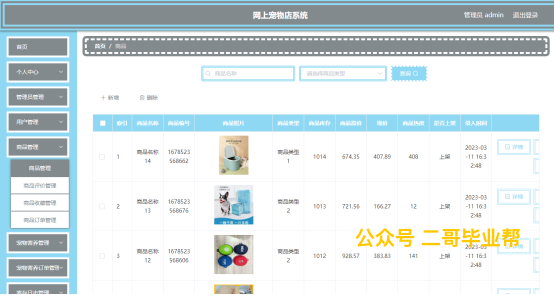 网上宠物店系统
管理员 admin 退出登录
首页 / 商品
首页
个人中心
管理员管理
用户管理
商品管理
商品管理
商品评价管理
商品收藏管理
商品订单管理
宠物寄养管理
宠物寄养订单管理
商品名称
选择商品类型
查询
+ 新增
删除
索引 商品名称 商品编号 商品图片 商品类型 商品库存 商品原价 现价 商品热度 是否上架 录入时间
1 商品名称14 1678523568662 商品类型1 1014 674.35 407.89 408 上架 2023-03-11 16:32:48 详情
2 商品名称13 1678523568676 商品类型2 1013 721.56 166.27 12 上架 2023-03-11 16:32:48 详情
3 商品名称12 1678523568606 商品类型2 1012 928.57 383.83 141 上架 2023-03-11 16:32:48
公众号 二哥毕业帮